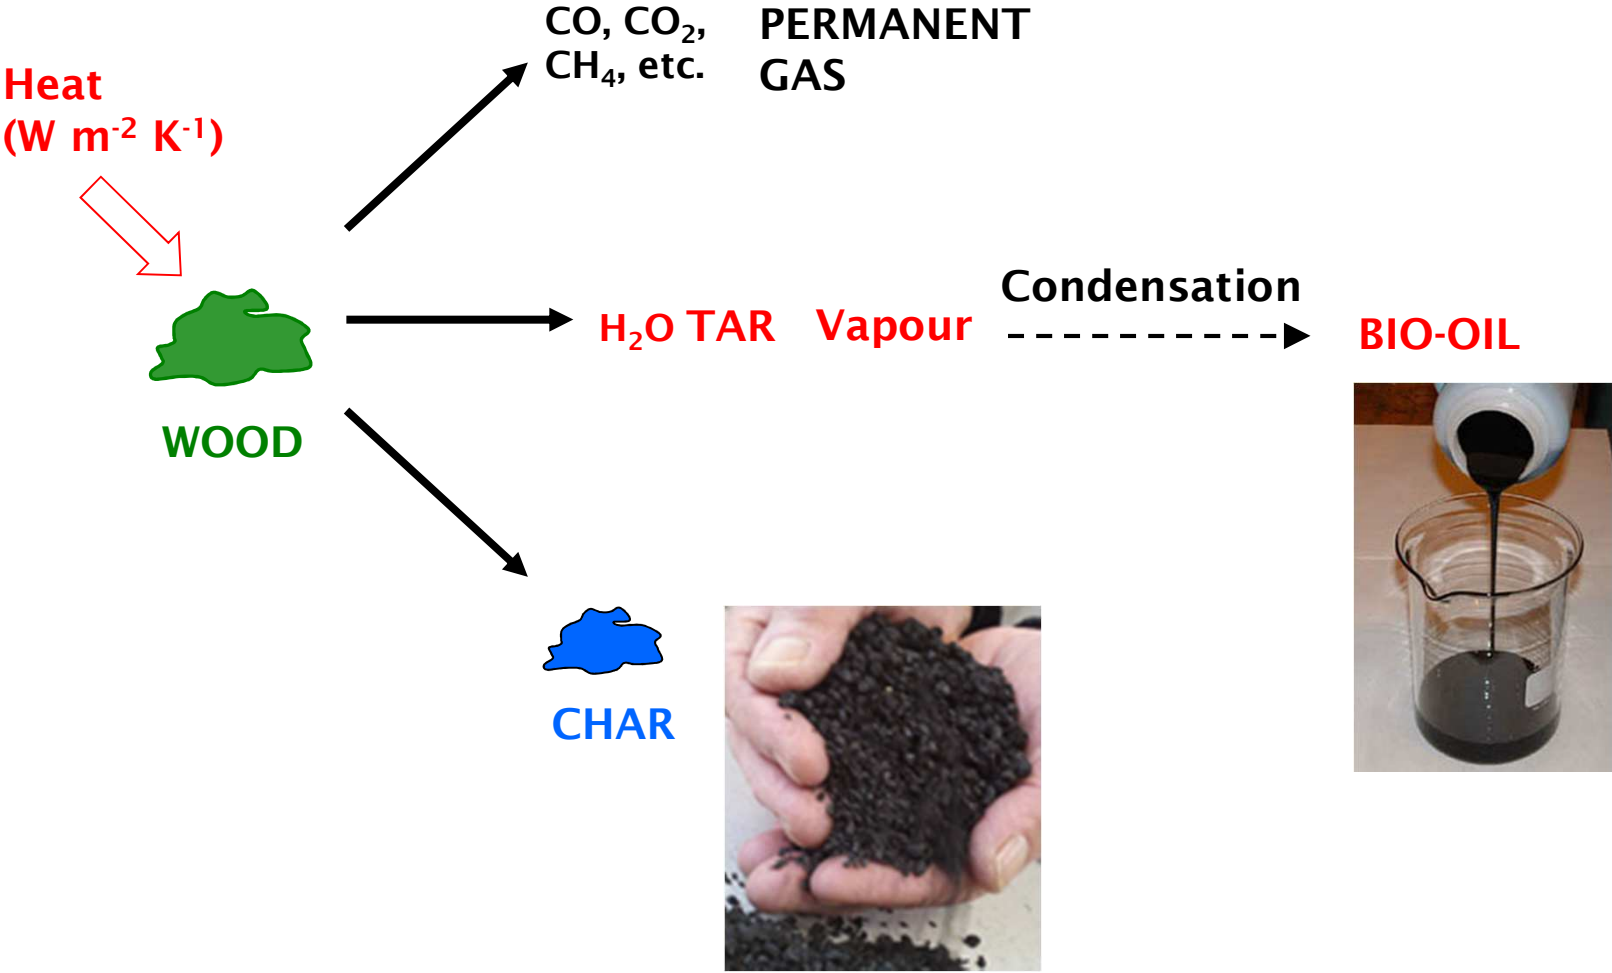 CO, CO₂,
CH₄, etc.
PERMANENT
GAS
Heat
(W m⁻² K⁻¹)
Condensation
H₂O TAR Vapour
BIO-OIL
WOOD
CHAR